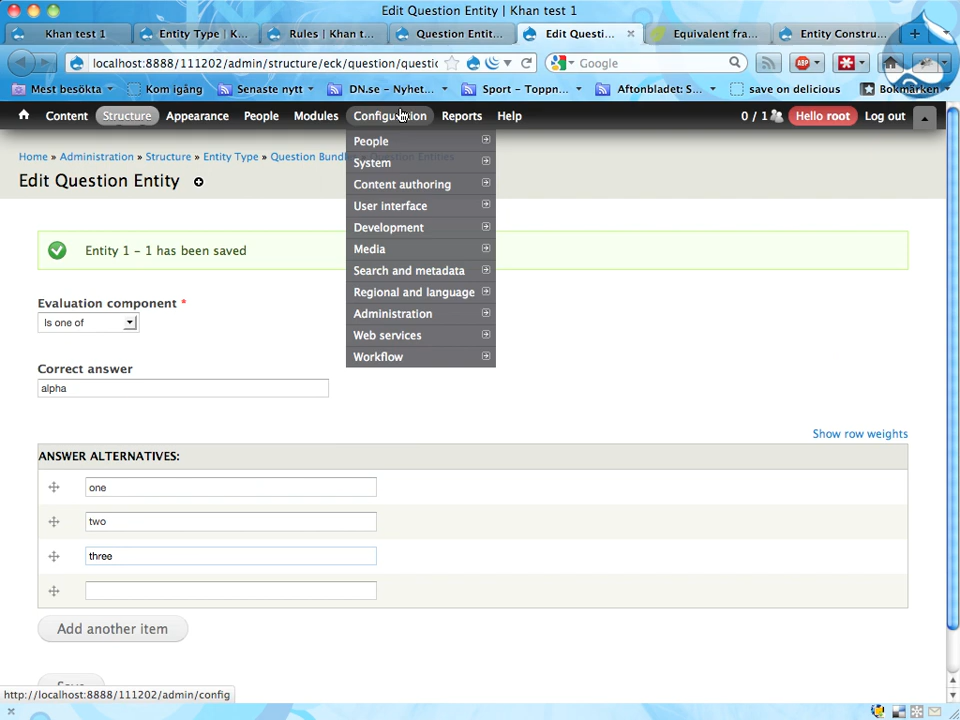 Edit Question Entity | Khan test 1
Khan test 1
Entity Type | K...
Rules | Khan t...
Question Entit...
Edit Questi...
Equivalent fra...
Entity Constru...
localhost:8888/111202/admin/structure/eck/question/questic
Google
ABP
Mest besökta
Kom igång
Senaste nytt
DN.se – Nyhet...
Sport – Toppn...
Aftonbladet: S...
save on delicious
Bokmärken
Content
Structure
Appearance
People
Modules
Configuration
Reports
Help
0 / 1
Hello root
Log out
Home » Administration » Structure » Entity Type » Question Bund
Edit Question Entity
People
System
Content authoring
User interface
Development
Media
Search and metadata
Regional and language
Administration
Web services
Workflow
Entity 1 – 1 has been saved
Evaluation component *
Is one of
Correct answer
alpha
Show row weights
ANSWER ALTERNATIVES:
one
two
three
Add another item
Save
http://localhost:8888/111202/admin/config